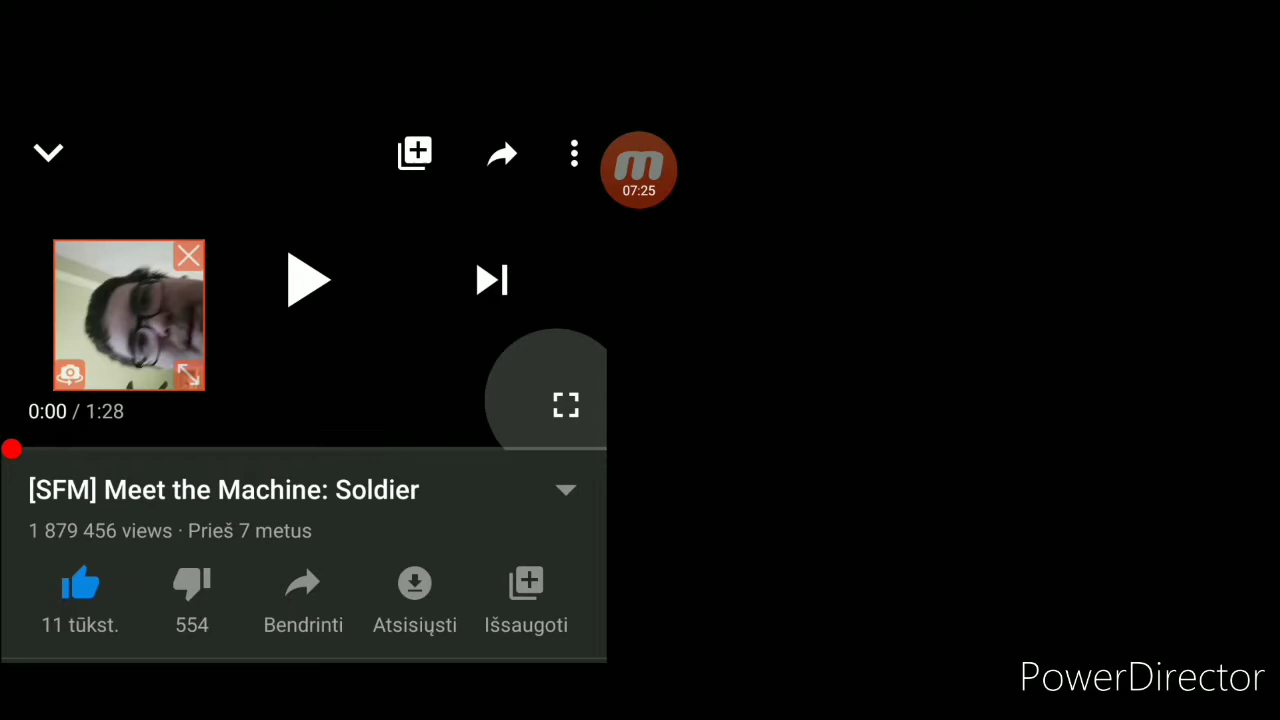 m
07:25
0:00 / 1:28
[SFM] Meet the Machine: Soldier
1 879 456 views · Prieš 7 metus
11 tūkst.
554
Bendrinti
Atsisiųsti
Išsaugoti
PowerDirector